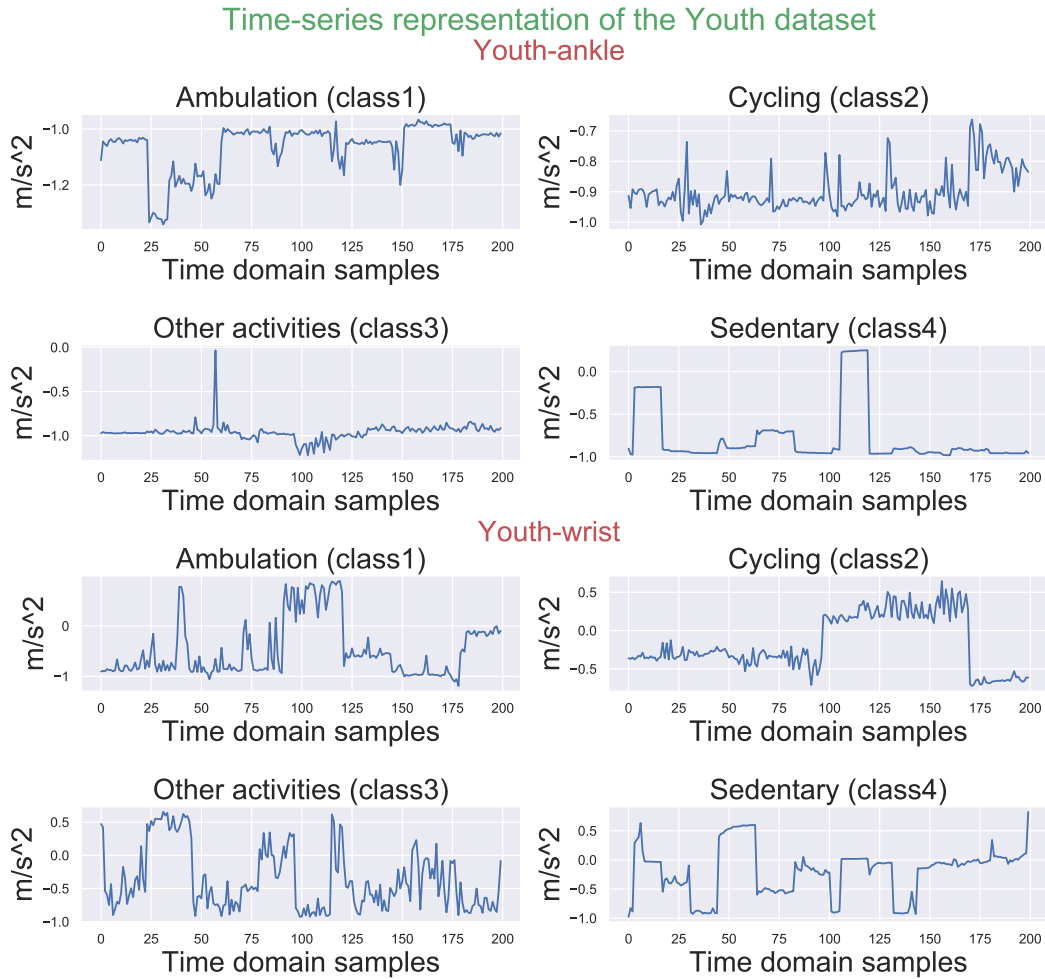 Time-series representation of the Youth dataset
Youth-ankle
Ambulation (class1)
m/s^2
−1.0
−1.2
0 25 50 75 100 125 150 175 200
Time domain samples
Cycling (class2)
m/s^2
−0.7
−0.8
−0.9
−1.0
0 25 50 75 100 125 150 175 200
Time domain samples
Other activities (class3)
m/s^2
0.0
−0.5
−1.0
0 25 50 75 100 125 150 175 200
Time domain samples
Sedentary (class4)
m/s^2
0.0
−0.5
−1.0
0 25 50 75 100 125 150 175 200
Time domain samples
Youth-wrist
Ambulation (class1)
m/s^2
0
−1
0 25 50 75 100 125 150 175 200
Time domain samples
Cycling (class2)
m/s^2
0.5
0.0
−0.5
0 25 50 75 100 125 150 175 200
Time domain samples
Other activities (class3)
m/s^2
0.5
0.0
−0.5
−1.0
0 25 50 75 100 125 150 175 200
Time domain samples
Sedentary (class4)
m/s^2
0.5
0.0
−0.5
−1.0
0 25 50 75 100 125 150 175 200
Time domain samples